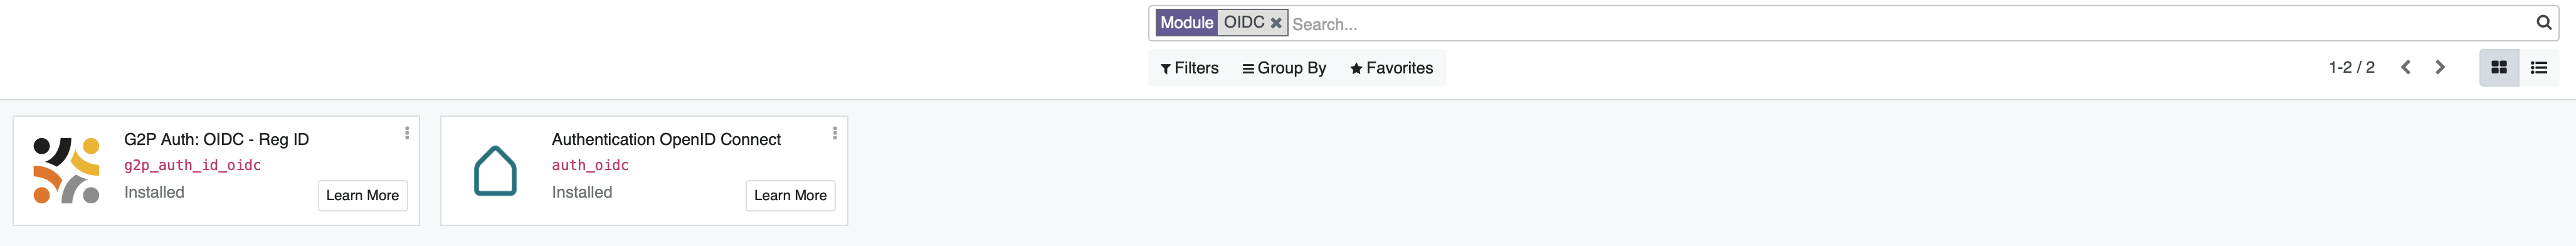 Module OIDC Search...
Filters Group By Favorites 1-2 / 2
G2P Auth: OIDC - Reg ID
g2p_auth_id_oidc
Installed
Learn More
Authentication OpenID Connect
auth_oidc
Installed
Learn More